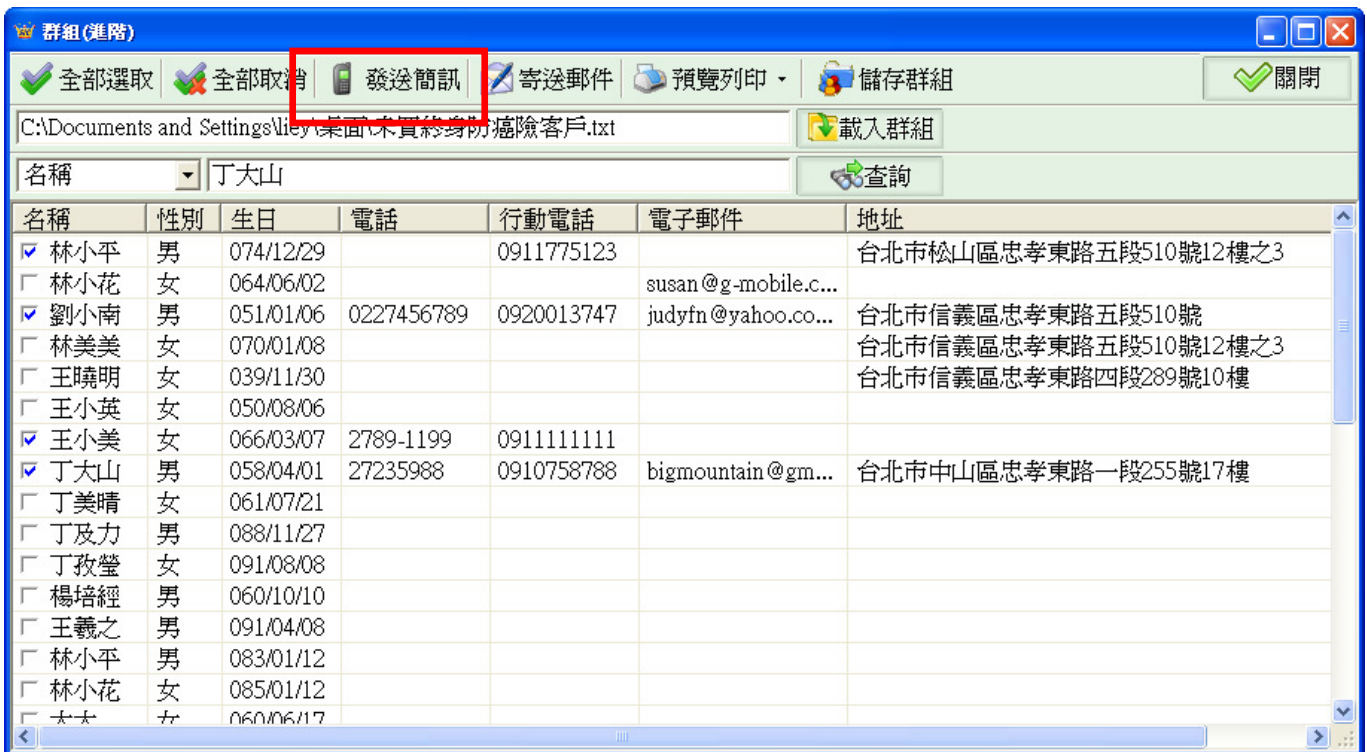 群組(進階)
全部選取 全部取消 發送簡訊 寄送郵件 預覽列印 儲存群組 關閉
C:\Documents and Settings\liey\桌面\未買終身防癌險客戶.txt 載入群組
名稱 丁大山 查詢
名稱 性別 生日 電話 行動電話 電子郵件 地址
林小平 男 074/12/29 0911775123 台北市松山區忠孝東路五段510號12樓之3
林小花 女 064/06/02 susan@g-mobile.c...
劉小南 男 051/01/06 0227456789 0920013747 judyfn@yahoo.co... 台北市信義區忠孝東路五段510號
林美美 女 070/01/08 台北市信義區忠孝東路五段510號12樓之3
王曉明 女 039/11/30 台北市信義區忠孝東路四段289號10樓
王小英 女 050/08/06
王小美 女 066/03/07 2789-1199 0911111111
丁大山 男 058/04/01 27235988 0910758788 bigmountain@gm... 台北市中山區忠孝東路一段255號17樓
丁美晴 女 061/07/21
丁及力 男 088/11/27
丁孜瑩 女 091/08/08
楊培經 男 060/10/10
王羲之 男 091/04/08
林小平 男 083/01/12
林小花 女 085/01/12
女 060/06/17